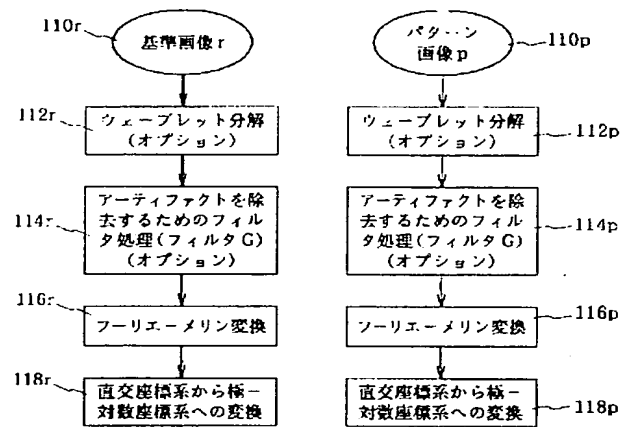 110r
基準画像r
112r
ウェーブレット分解
(オプション)
114r
アーティファクトを除
去するためのフィル
タ処理(フィルタG)
(オプション)
116r
フーリエーメリン変換
118r
直交座標系から極-
対数座標系への変換
パターン
画像p
110p
ウェーブレット分解
(オプション)
112p
アーティファクトを除
去するためのフィル
タ処理(フィルタG)
(オプション)
114p
フーリエーメリン変換
116p
直交座標系から極-
対数座標系への変換
118p